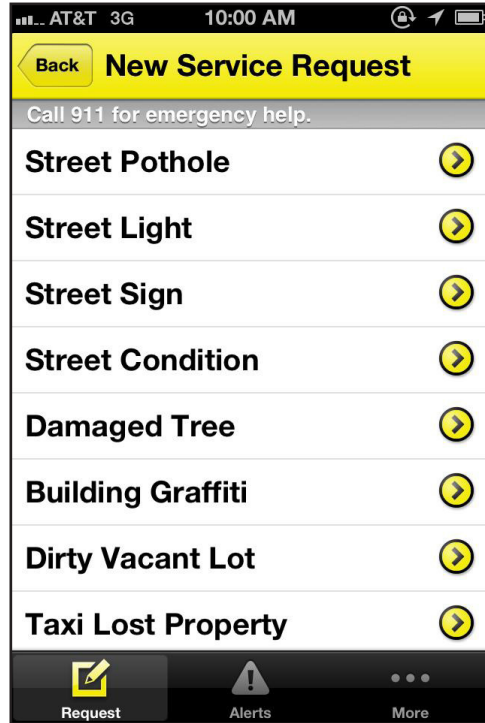 AT&T 3G 10:00 AM
Back New Service Request
Call 911 for emergency help.
Street Pothole
Street Light
Street Sign
Street Condition
Damaged Tree
Building Graffiti
Dirty Vacant Lot
Taxi Lost Property
Request Alerts More